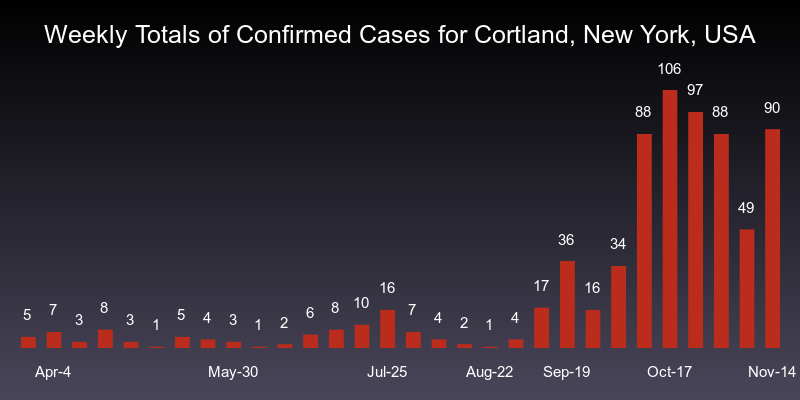 Weekly Totals of Confirmed Cases for Cortland, New York, USA
5 7 3 8 3 1 5 4 3 1 2 6 8 10 16 7 4 2 1 4 17 36 16 34 88 106 97 88 49 90
Apr-4 May-30 Jul-25 Aug-22 Sep-19 Oct-17 Nov-14